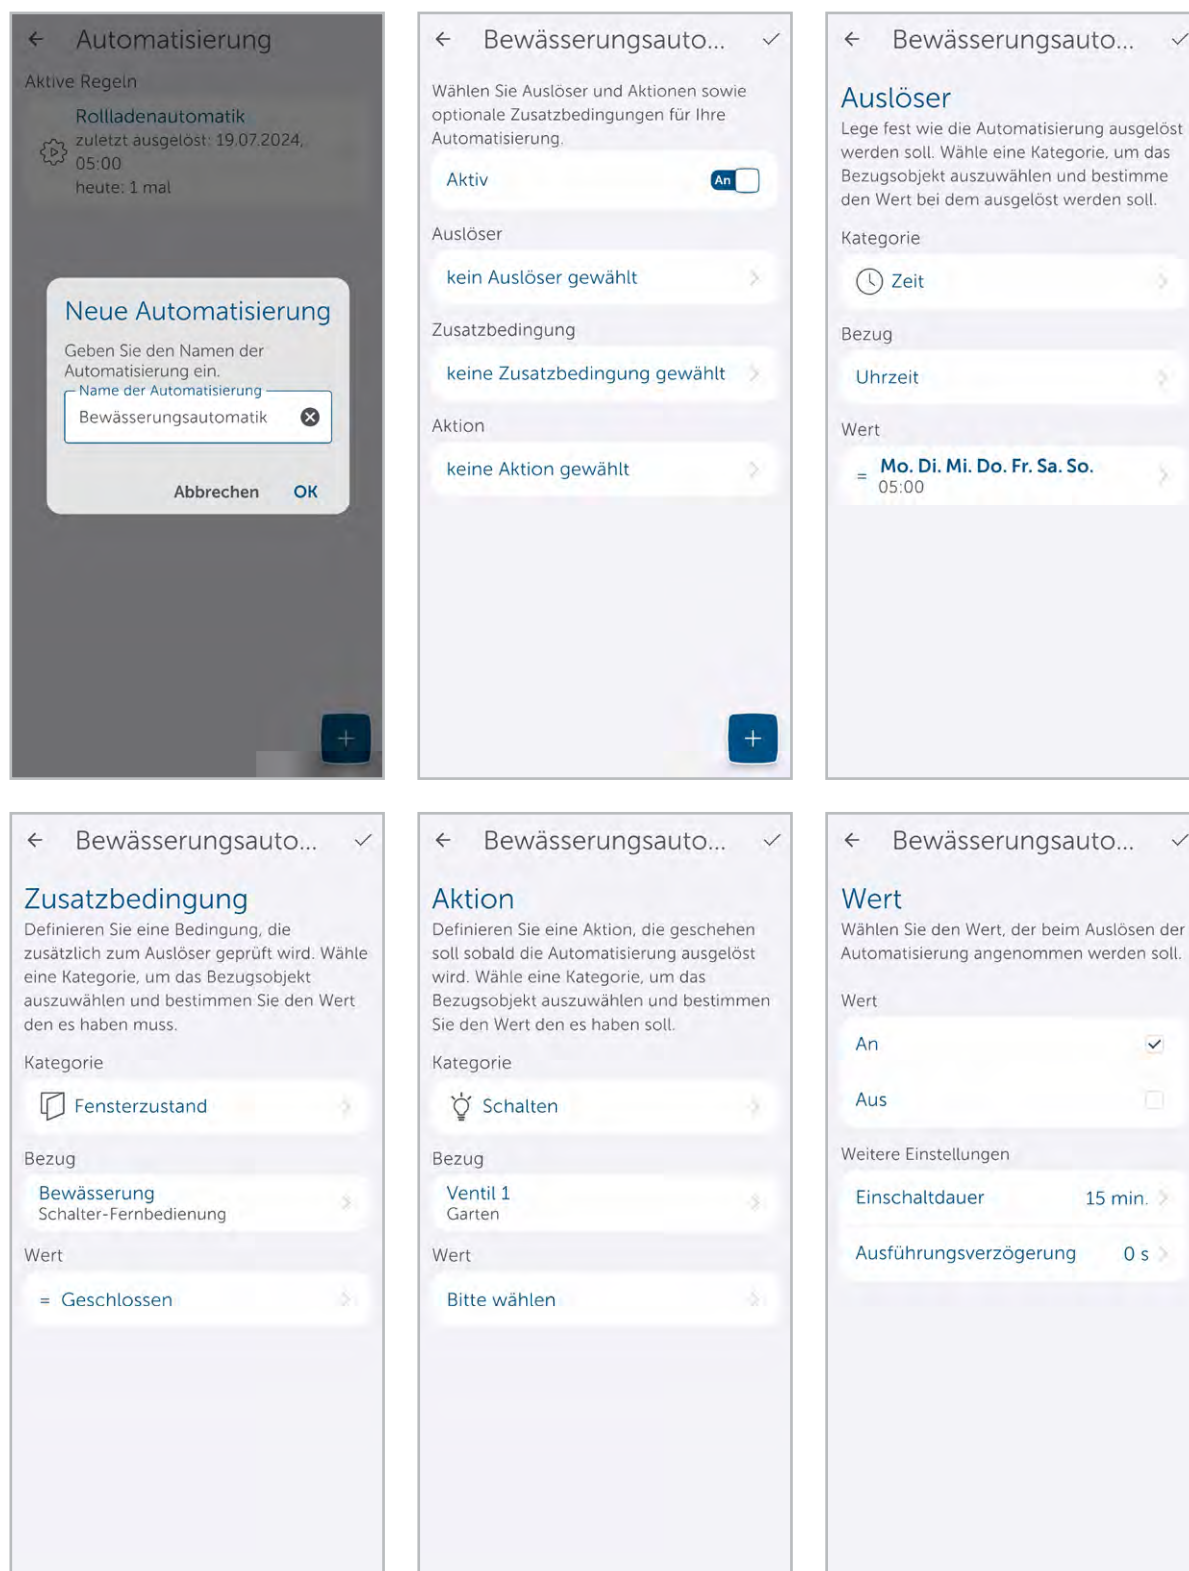 Automatisierung
Aktive Regeln
Rollladenautomatik
zuletzt ausgelöst: 19.07.2024,
05:00
heute: 1 mal
Neue Automatisierung
Geben Sie den Namen der
Automatisierung ein.
Name der Automatisierung
Bewässerungsautomatik
Abbrechen OK
+
Bewässerungsauto...
Wählen Sie Auslöser und Aktionen sowie
optionale Zusatzbedingungen für Ihre
Automatisierung.
Aktiv An
Auslöser
kein Auslöser gewählt
Zusatzbedingung
keine Zusatzbedingung gewählt
Aktion
keine Aktion gewählt
+
Bewässerungsauto...
Auslöser
Lege fest wie die Automatisierung ausgelöst
werden soll. Wähle eine Kategorie, um das
Bezugsobjekt auszuwählen und bestimme
den Wert bei dem ausgelöst werden soll.
Kategorie
Zeit
Bezug
Uhrzeit
Wert
= Mo. Di. Mi. Do. Fr. Sa. So.
05:00
Bewässerungsauto...
Zusatzbedingung
Definieren Sie eine Bedingung, die
zusätzlich zum Auslöser geprüft wird. Wähle
eine Kategorie, um das Bezugsobjekt
auszuwählen und bestimmen Sie den Wert
den es haben muss.
Kategorie
Fensterzustand
Bezug
Bewässerung
Schalter-Fernbedienung
Wert
= Geschlossen
Bewässerungsauto...
Aktion
Definieren Sie eine Aktion, die geschehen
soll sobald die Automatisierung ausgelöst
wird. Wähle eine Kategorie, um das
Bezugsobjekt auszuwählen und bestimmen
Sie den Wert den es haben soll.
Kategorie
Schalten
Bezug
Ventil 1
Garten
Wert
Bitte wählen
Bewässerungsauto...
Wert
Wählen Sie den Wert, der beim Auslösen der
Automatisierung angenommen werden soll.
Wert
An
Aus
Weitere Einstellungen
Einschaltdauer 15 min.
Ausführungsverzögerung 0 s